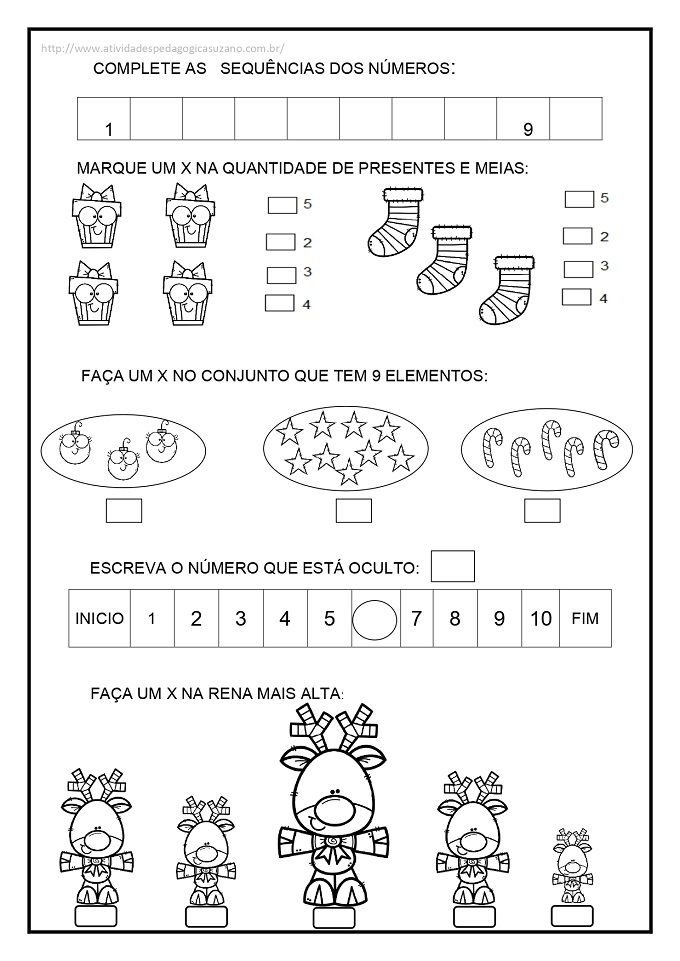 http://www.atividadespedagogicasuzano.com.br/
COMPLETE AS SEQUÊNCIAS DOS NÚMEROS:
1 9
MARQUE UM X NA QUANTIDADE DE PRESENTES E MEIAS:
5
2
3
4
5
2
3
4
FAÇA UM X NO CONJUNTO QUE TEM 9 ELEMENTOS:
ESCREVA O NÚMERO QUE ESTÁ OCULTO:
INICIO 1 2 3 4 5 7 8 9 10 FIM
FAÇA UM X NA RENA MAIS ALTA: